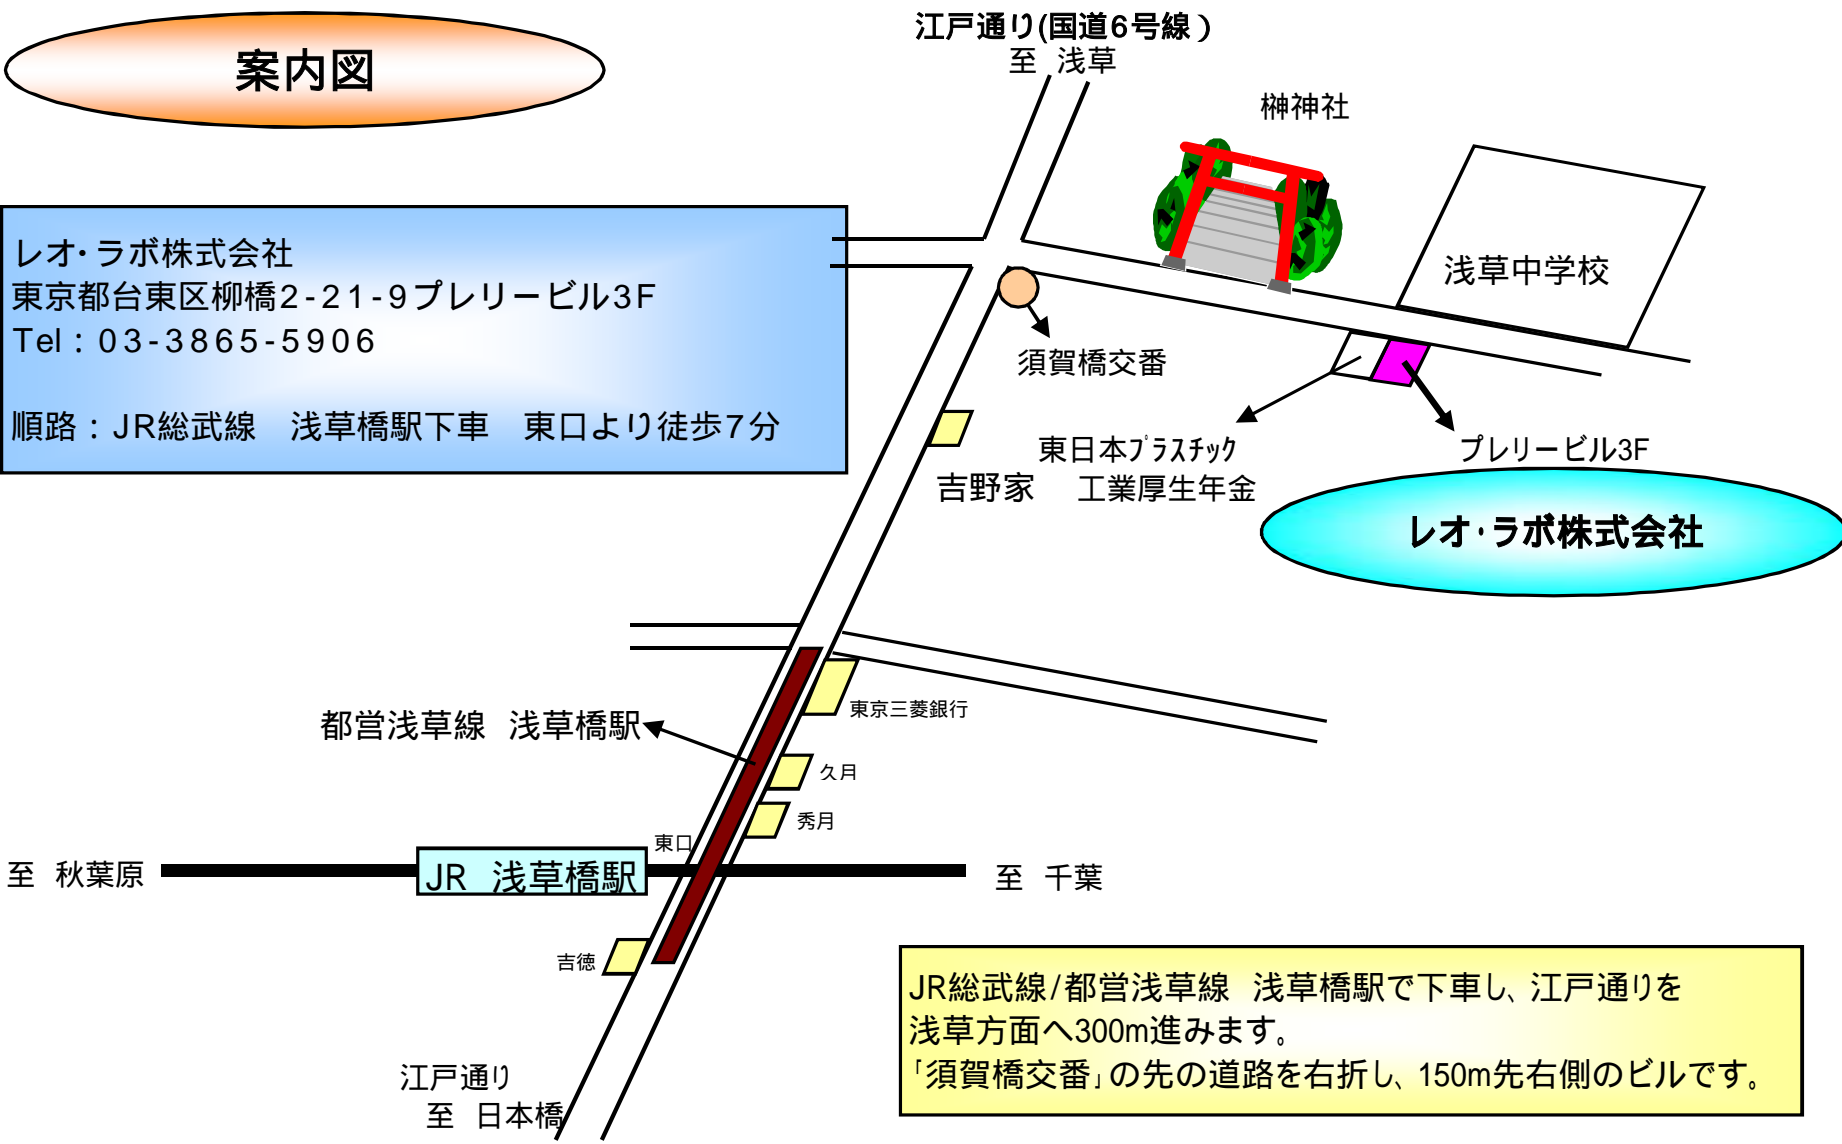 案内図
江戸通り(国道6号線)
至 浅草
榊神社
レオ・ラボ株式会社
東京都台東区柳橋2-21-9プレリービル3F
Tel:03-3865-5906
順路:JR総武線 浅草橋駅下車 東口より徒歩7分
浅草中学校
須賀橋交番
東日本プラスチック
工業厚生年金
吉野家
プレリービル3F
レオ・ラボ株式会社
東京三菱銀行
都営浅草線 浅草橋駅
久月
秀月
東口
至 秋葉原
JR 浅草橋駅
至 千葉
吉徳
JR総武線/都営浅草線 浅草橋駅で下車し、江戸通りを
浅草方面へ300m進みます。
「須賀橋交番」の先の道路を右折し、150m先右側のビルです。
江戸通り
至 日本橋